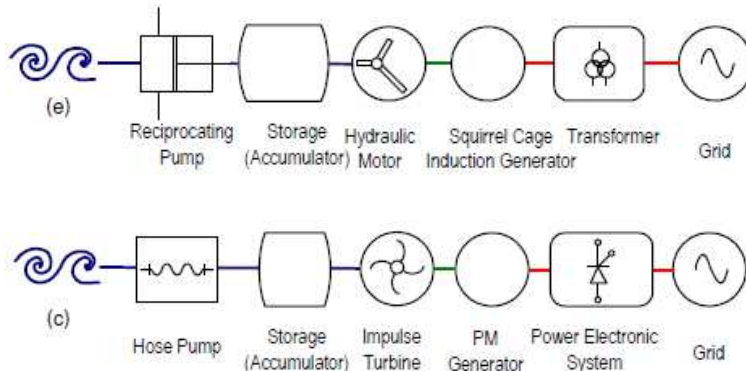 (e)
Reciprocating Pump
Storage (Accumulator)
Hydraulic Motor
Squirrel Cage Induction Generator
Transformer
Grid
(c)
Hose Pump
Storage (Accumulator)
Impulse Turbine
PM Generator
Power Electronic System
Grid